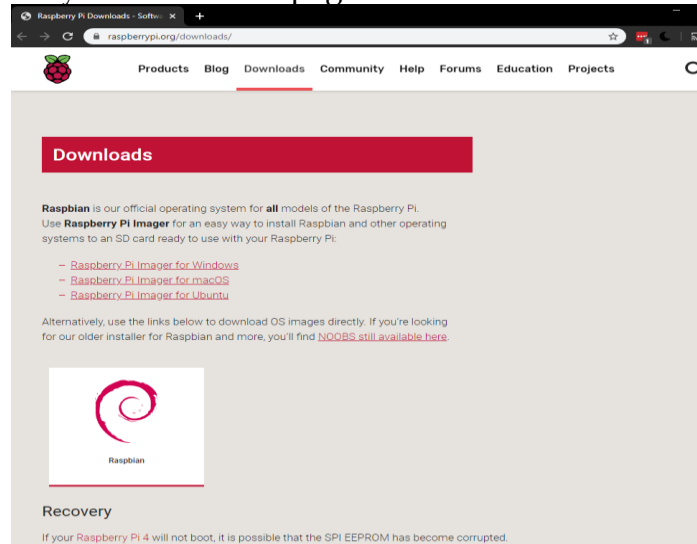 Raspberry Pi Downloads - Softw
raspberrypi.org/downloads/
Products Blog Downloads Community Help Forums Education Projects
Downloads
Raspbian is our official operating system for all models of the Raspberry Pi.
Use Raspberry Pi Imager for an easy way to install Raspbian and other operating
systems to an SD card ready to use with your Raspberry Pi:
– Raspberry Pi Imager for Windows
– Raspberry Pi Imager for macOS
– Raspberry Pi Imager for Ubuntu
Alternatively, use the links below to download OS images directly. If you're looking
for our older installer for Raspbian and more, you'll find NOOBS still available here.
Raspbian
Recovery
If your Raspberry Pi 4 will not boot, it is possible that the SPI EEPROM has become corrupted.